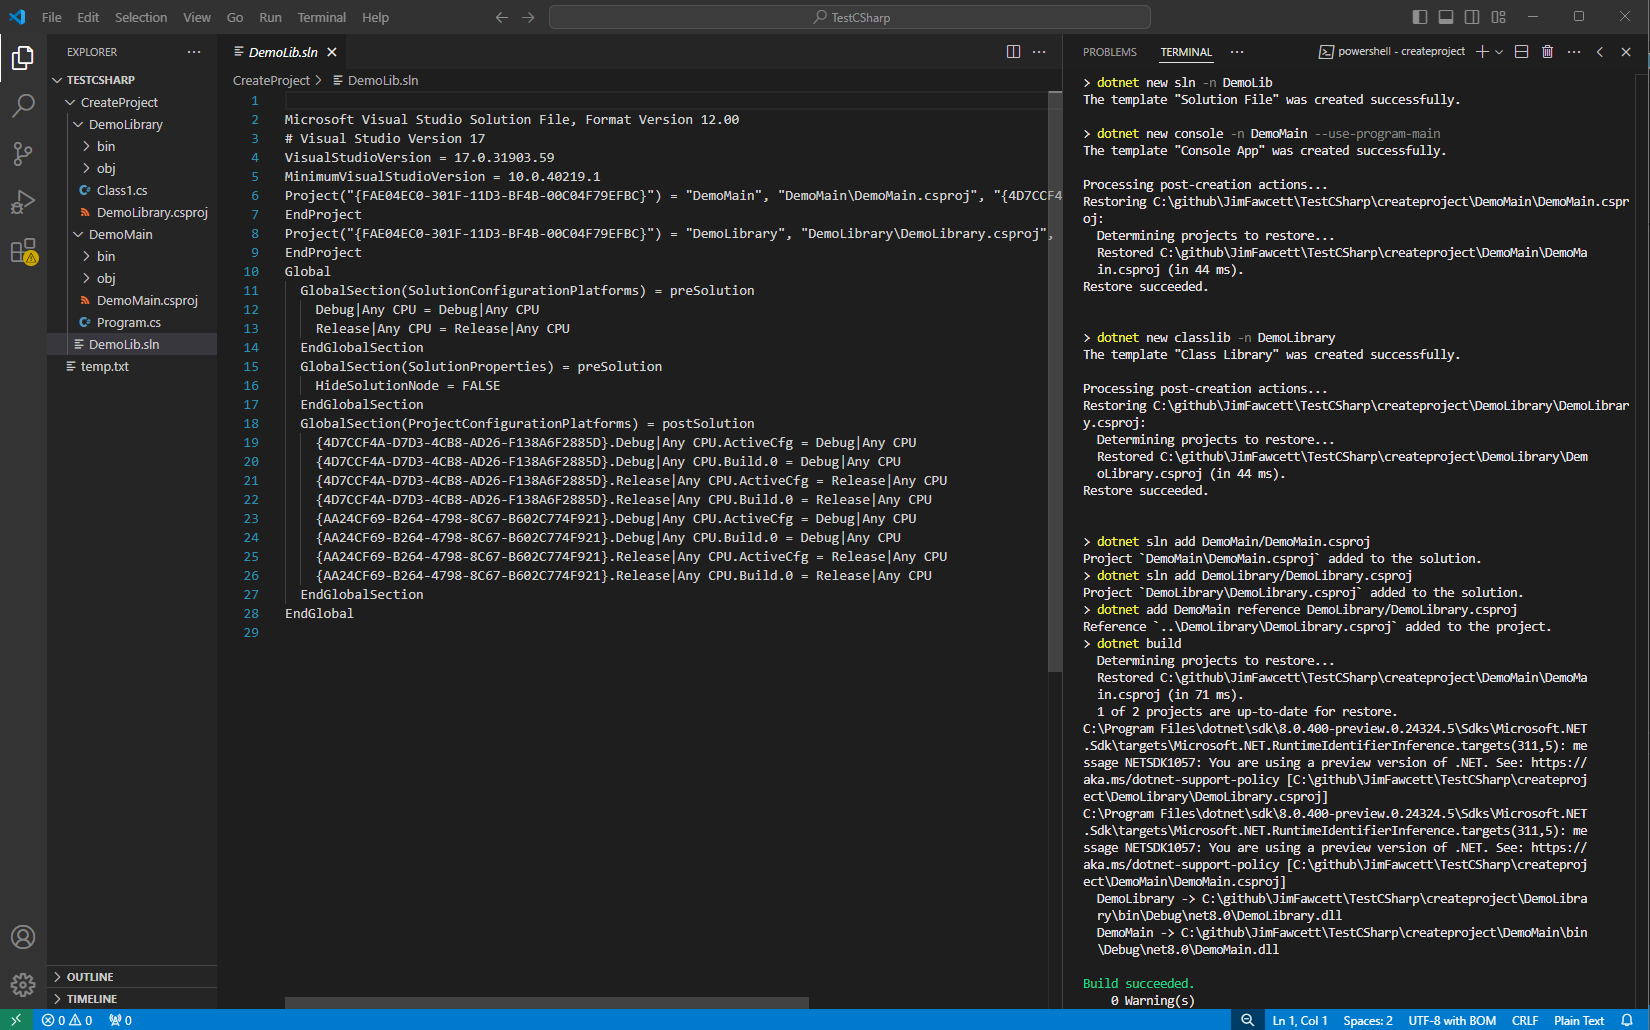 File Edit Selection View Go Run Terminal Help
TestCSharp
EXPLORER
TESTCSHARP
CreateProject
DemoLibrary
bin
obj
Class1.cs
DemoLibrary.csproj
DemoMain
bin
obj
DemoMain.csproj
Program.cs
DemoLib.sln
temp.txt
OUTLINE
TIMELINE
DemoLib.sln
CreateProject > DemoLib.sln
1
2 Microsoft Visual Studio Solution File, Format Version 12.00
3 # Visual Studio Version 17
4 VisualStudioVersion = 17.0.31903.59
5 MinimumVisualStudioVersion = 10.0.40219.1
6 Project("{FAE04EC0-301F-11D3-BF4B-00C04F79EFBC}") = "DemoMain", "DemoMain\DemoMain.csproj", "{4D7CCF4
7 EndProject
8 Project("{FAE04EC0-301F-11D3-BF4B-00C04F79EFBC}") = "DemoLibrary", "DemoLibrary\DemoLibrary.csproj",
9 EndProject
10 Global
11 GlobalSection(SolutionConfigurationPlatforms) = preSolution
12 Debug|Any CPU = Debug|Any CPU
13 Release|Any CPU = Release|Any CPU
14 EndGlobalSection
15 GlobalSection(SolutionProperties) = preSolution
16 HideSolutionNode = FALSE
17 EndGlobalSection
18 GlobalSection(ProjectConfigurationPlatforms) = postSolution
19 {4D7CCF4A-D7D3-4CB8-AD26-F138A6F2885D}.Debug|Any CPU.ActiveCfg = Debug|Any CPU
20 {4D7CCF4A-D7D3-4CB8-AD26-F138A6F2885D}.Debug|Any CPU.Build.0 = Debug|Any CPU
21 {4D7CCF4A-D7D3-4CB8-AD26-F138A6F2885D}.Release|Any CPU.ActiveCfg = Release|Any CPU
22 {4D7CCF4A-D7D3-4CB8-AD26-F138A6F2885D}.Release|Any CPU.Build.0 = Release|Any CPU
23 {AA24CF69-B264-4798-8C67-B602C774F921}.Debug|Any CPU.ActiveCfg = Debug|Any CPU
24 {AA24CF69-B264-4798-8C67-B602C774F921}.Debug|Any CPU.Build.0 = Debug|Any CPU
25 {AA24CF69-B264-4798-8C67-B602C774F921}.Release|Any CPU.ActiveCfg = Release|Any CPU
26 {AA24CF69-B264-4798-8C67-B602C774F921}.Release|Any CPU.Build.0 = Release|Any CPU
27 EndGlobalSection
28 EndGlobal
29
PROBLEMS TERMINAL ... powershell - createproject
> dotnet new sln -n DemoLib
The template "Solution File" was created successfully.
> dotnet new console -n DemoMain --use-program-main
The template "Console App" was created successfully.
Processing post-creation actions...
Restoring C:\github\JimFawcett\TestCSharp\createproject\DemoMain\DemoMain.cspr
oj:
Determining projects to restore...
Restored C:\github\JimFawcett\TestCSharp\createproject\DemoMain\DemoMa
in.csproj (in 44 ms).
Restore succeeded.
> dotnet new classlib -n DemoLibrary
The template "Class Library" was created successfully.
Processing post-creation actions...
Restoring C:\github\JimFawcett\TestCSharp\createproject\DemoLibrary\DemoLibrar
y.csproj:
Determining projects to restore...
Restored C:\github\JimFawcett\TestCSharp\createproject\DemoLibrary\Dem
oLibrary.csproj (in 44 ms).
Restore succeeded.
> dotnet sln add DemoMain/DemoMain.csproj
Project `DemoMain\DemoMain.csproj` added to the solution.
> dotnet sln add DemoLibrary/DemoLibrary.csproj
Project `DemoLibrary\DemoLibrary.csproj` added to the solution.
> dotnet add DemoMain reference DemoLibrary/DemoLibrary.csproj
Reference `..\DemoLibrary\DemoLibrary.csproj` added to the project.
> dotnet build
Determining projects to restore...
Restored C:\github\JimFawcett\TestCSharp\createproject\DemoMain\DemoMa
in.csproj (in 71 ms).
1 of 2 projects are up-to-date for restore.
C:\Program Files\dotnet\sdk\8.0.400-preview.0.24324.5\Sdks\Microsoft.NET
.Sdk\targets\Microsoft.NET.RuntimeIdentifierInference.targets(311,5): me
ssage NETSDK1057: You are using a preview version of .NET. See: https://
aka.ms/dotnet-support-policy [C:\github\JimFawcett\TestCSharp\createproj
ect\DemoLibrary\DemoLibrary.csproj]
C:\Program Files\dotnet\sdk\8.0.400-preview.0.24324.5\Sdks\Microsoft.NET
.Sdk\targets\Microsoft.NET.RuntimeIdentifierInference.targets(311,5): me
ssage NETSDK1057: You are using a preview version of .NET. See: https://
aka.ms/dotnet-support-policy [C:\github\JimFawcett\TestCSharp\createproj
ect\DemoMain\DemoMain.csproj]
DemoLibrary -> C:\github\JimFawcett\TestCSharp\createproject\DemoLibra
ry\bin\Debug\net8.0\DemoLibrary.dll
DemoMain -> C:\github\JimFawcett\TestCSharp\createproject\DemoMain\bin
\Debug\net8.0\DemoMain.dll
Build succeeded.
0 Warning(s)
0 0 0 Ln 1, Col 1 Spaces: 2 UTF-8 with BOM CRLF Plain Text